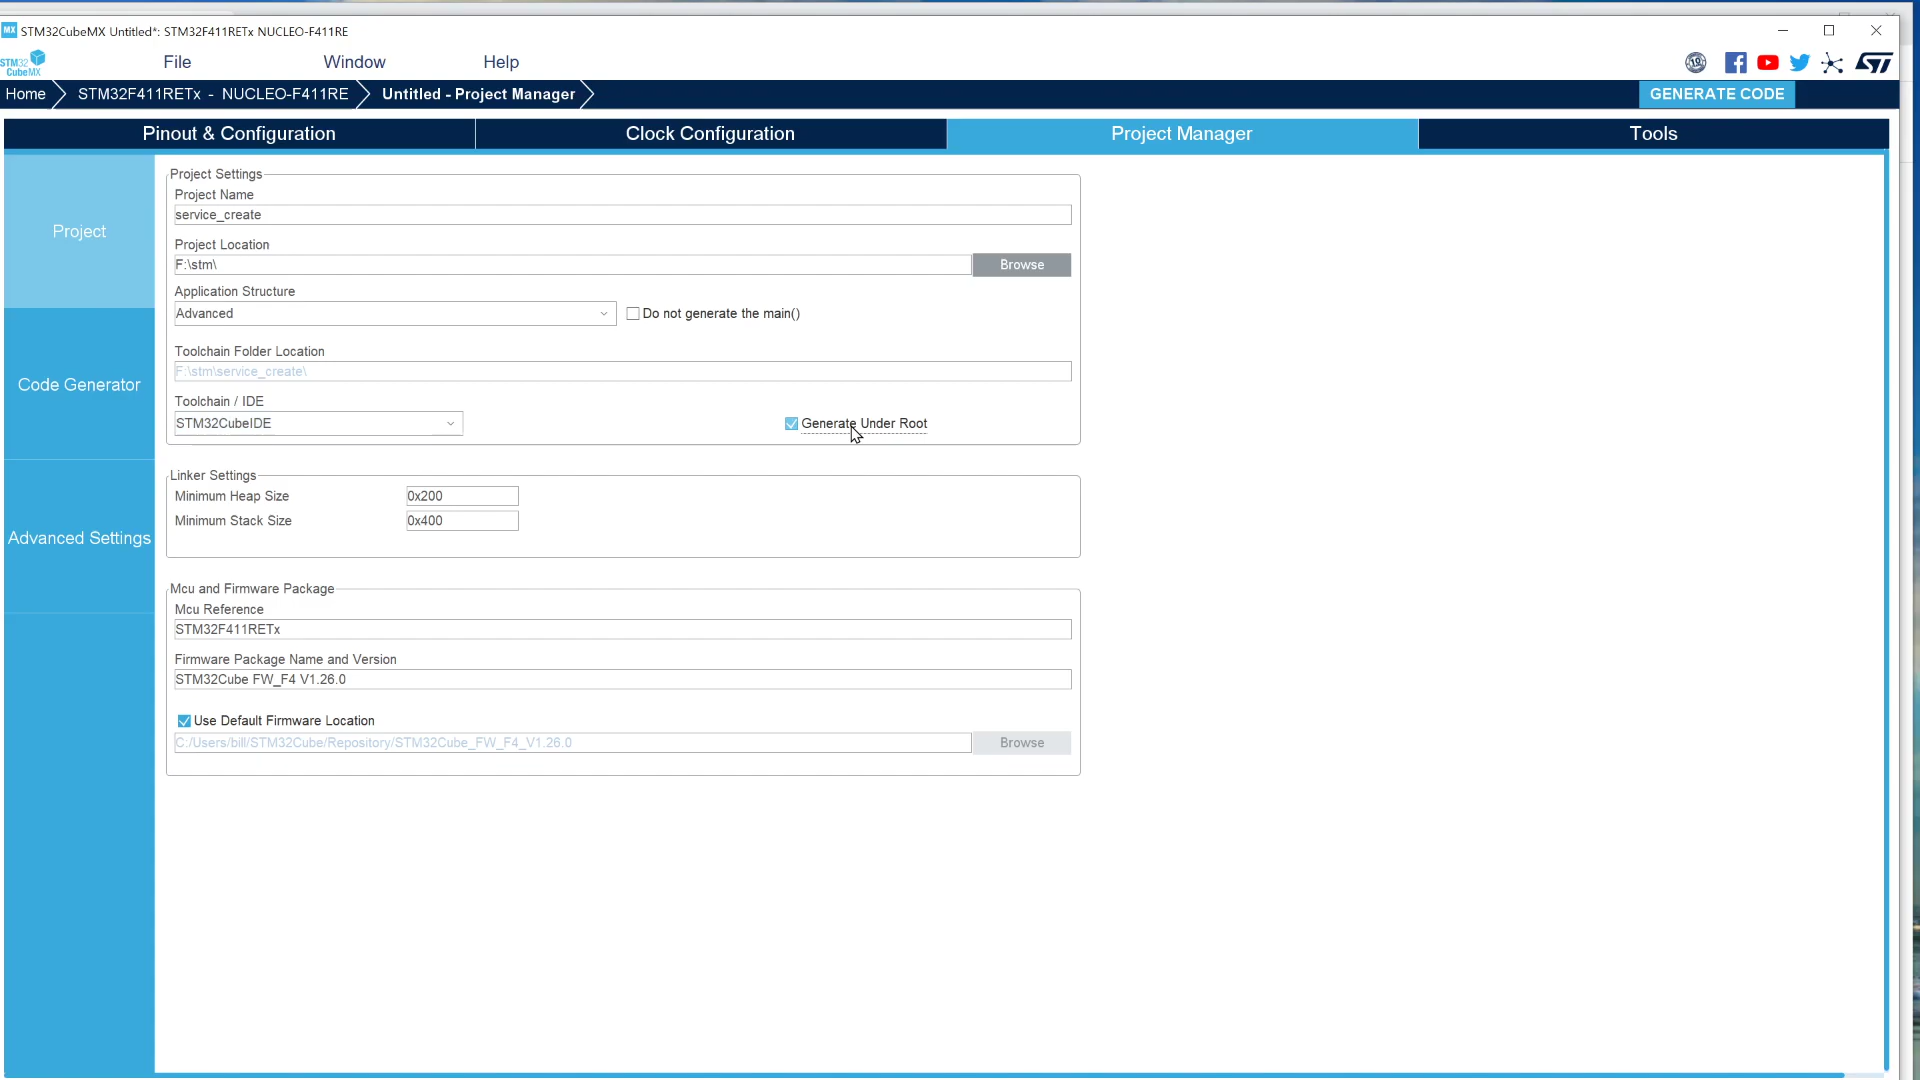 MX STM32CubeMX Untitled*: STM32F411RETx NUCLEO-F411RE
STM32
CubeMX
File
Window
Help
10
ST
Home
STM32F411RETx - NUCLEO-F411RE
Untitled - Project Manager
GENERATE CODE
Pinout & Configuration
Clock Configuration
Project Manager
Tools
Project
Code Generator
Advanced Settings
Project Settings
Project Name
service_create
Project Location
F:\stm\
Browse
Application Structure
Advanced
Do not generate the main()
Toolchain Folder Location
F:\stm\service_create\
Toolchain / IDE
STM32CubeIDE
Generate Under Root
Linker Settings
Minimum Heap Size
0x200
Minimum Stack Size
0x400
Mcu and Firmware Package
Mcu Reference
STM32F411RETx
Firmware Package Name and Version
STM32Cube FW_F4 V1.26.0
Use Default Firmware Location
C:/Users/bill/STM32Cube/Repository/STM32Cube_FW_F4_V1.26.0
Browse